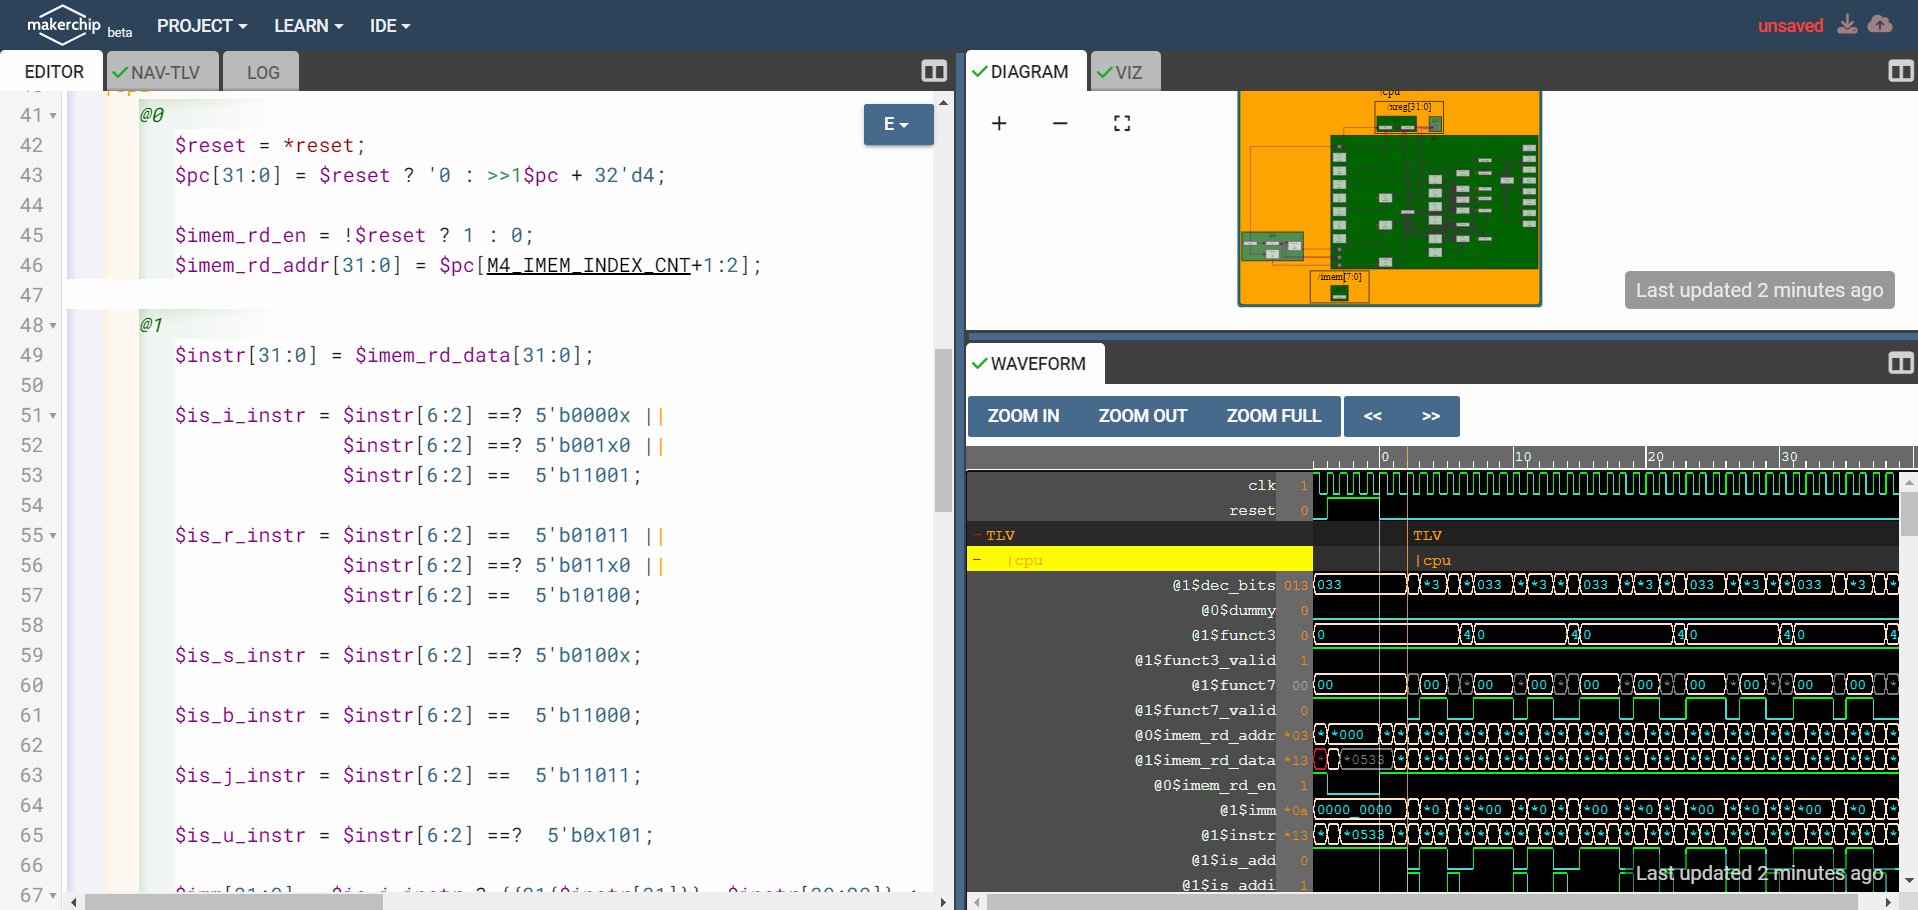 makerchip beta PROJECT LEARN IDE unsaved
EDITOR NAV-TLV LOG
41 @0
42 $reset = *reset;
43 $pc[31:0] = $reset ? '0 : >>1$pc + 32'd4;
44
45 $imem_rd_en = !$reset ? 1 : 0;
46 $imem_rd_addr[31:0] = $pc[M4_IMEM_INDEX_CNT+1:2];
47
48 @1
49 $instr[31:0] = $imem_rd_data[31:0];
50
51 $is_i_instr = $instr[6:2] ==? 5'b0000x ||
52 $instr[6:2] ==? 5'b001x0 ||
53 $instr[6:2] == 5'b11001;
54
55 $is_r_instr = $instr[6:2] == 5'b01011 ||
56 $instr[6:2] ==? 5'b011x0 ||
57 $instr[6:2] == 5'b10100;
58
59 $is_s_instr = $instr[6:2] ==? 5'b0100x;
60
61 $is_b_instr = $instr[6:2] == 5'b11000;
62
63 $is_j_instr = $instr[6:2] == 5'b11011;
64
65 $is_u_instr = $instr[6:2] ==? 5'b0x101;
66
67
E
DIAGRAM VIZ
+ −
|cpu
/xreg[31:0]
/imem[7:0]
Last updated 2 minutes ago
WAVEFORM
ZOOM IN ZOOM OUT ZOOM FULL << >>
0 10 20 30
clk 1
reset 0
TLV TLV
|cpu |cpu
@1$dec_bits 013 033 *3 033 * *3 033 * *3 * 033 * *3 * 033 *3 *
@0$dummy 0
@1$funct3 0 0 4 0 4 0 4 0 4 0 4
@1$funct3_valid 1
@1$funct7 00 00 00 * 00 * 00 * 00 * 00 * 00 * 00 * 00 00 *
@1$funct7_valid 0
@0$imem_rd_addr *03 * *000
@1$imem_rd_data *13 * *0533
@0$imem_rd_en 1
@1$imm *0a 0000_0000 *0 *00 *0 *00 *0 *00 *0 *00 *0
@1$instr *13 * *0533
@1$is_add 0
@1$is_addi 1
Last updated 2 minutes ago